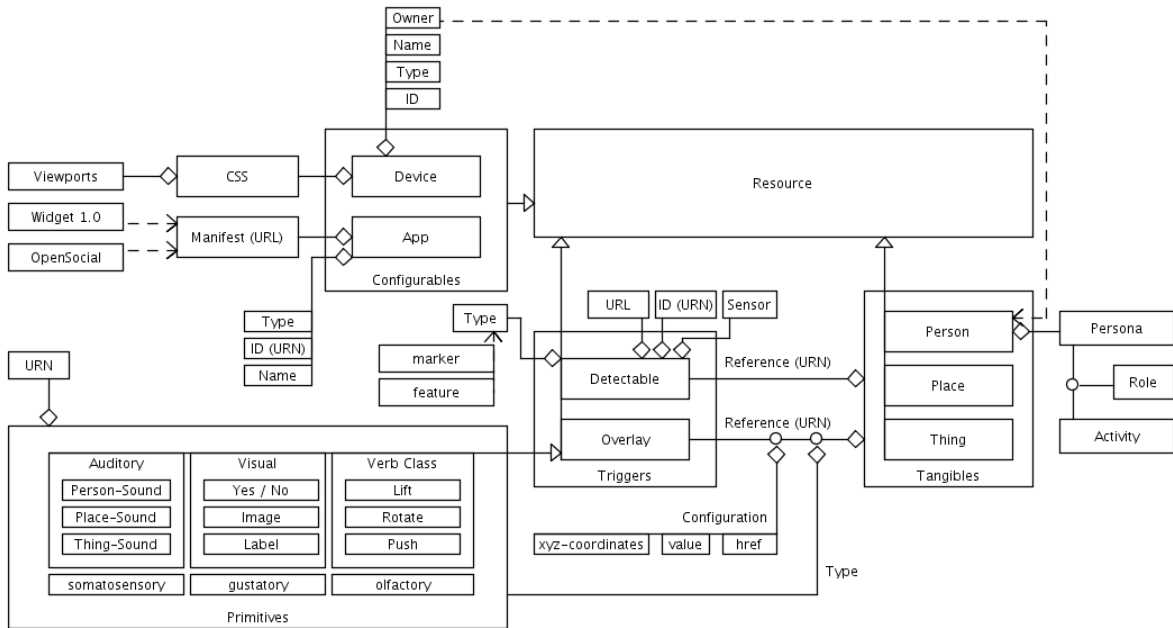 Owner
Name
Type
ID
Viewports
CSS
Device
Resource
Widget 1.0
Manifest (URL)
App
OpenSocial
Configurables
Type
ID (URN)
Name
Type
marker
feature
URL
ID (URN)
Sensor
Detectable
Overlay
Triggers
Reference (URN)
Reference (URN)
Person
Place
Thing
Tangibles
Persona
Role
Activity
URN
Auditory
Person-Sound
Place-Sound
Thing-Sound
Visual
Yes / No
Image
Label
Verb Class
Lift
Rotate
Push
somatosensory
gustatory
olfactory
Primitives
Configuration
xyz-coordinates
value
href
Type